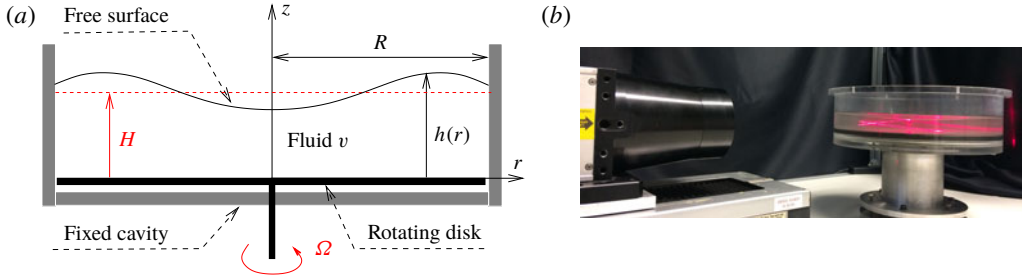 (a)
Free surface
z
R
H
Fluid ν
h(r)
r
Fixed cavity
Ω
Rotating disk
(b)